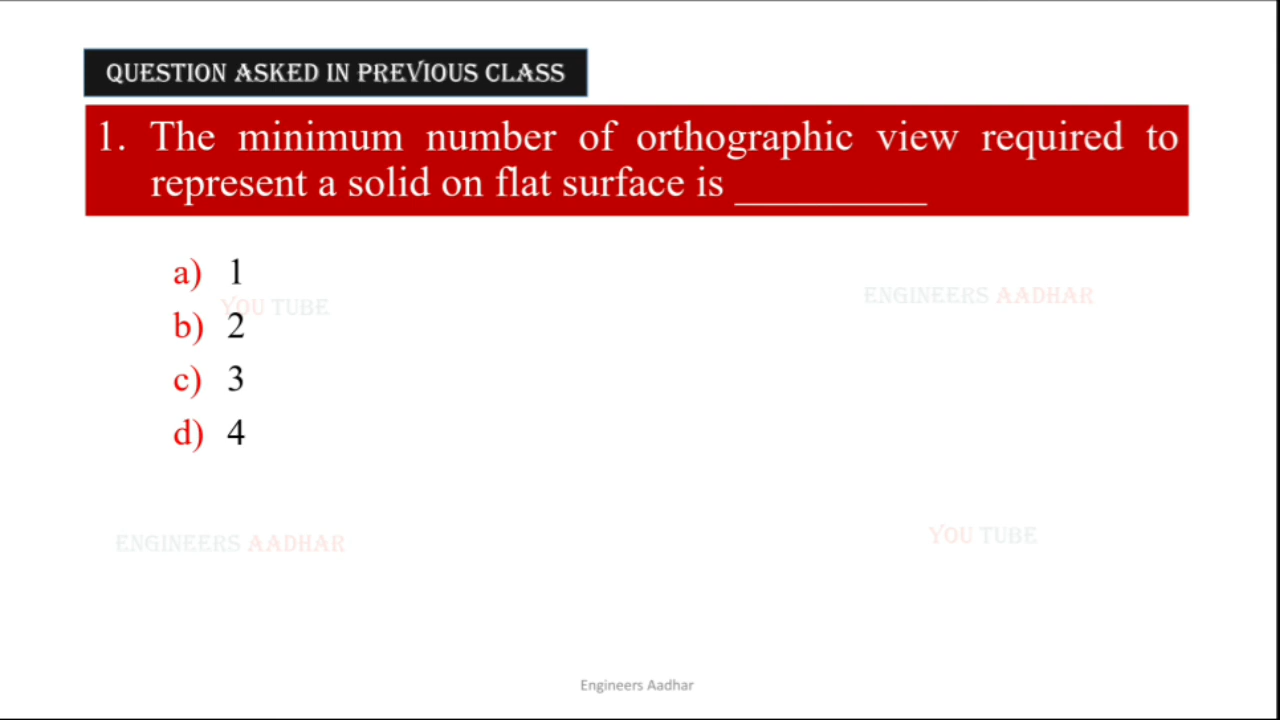 QUESTION ASKED IN PREVIOUS CLASS
1. The minimum number of orthographic view required to
represent a solid on flat surface is __________
a) 1
YOU TUBE
ENGINEERS AADHAR
b) 2
c) 3
d) 4
ENGINEERS AADHAR
YOU TUBE
Engineers Aadhar